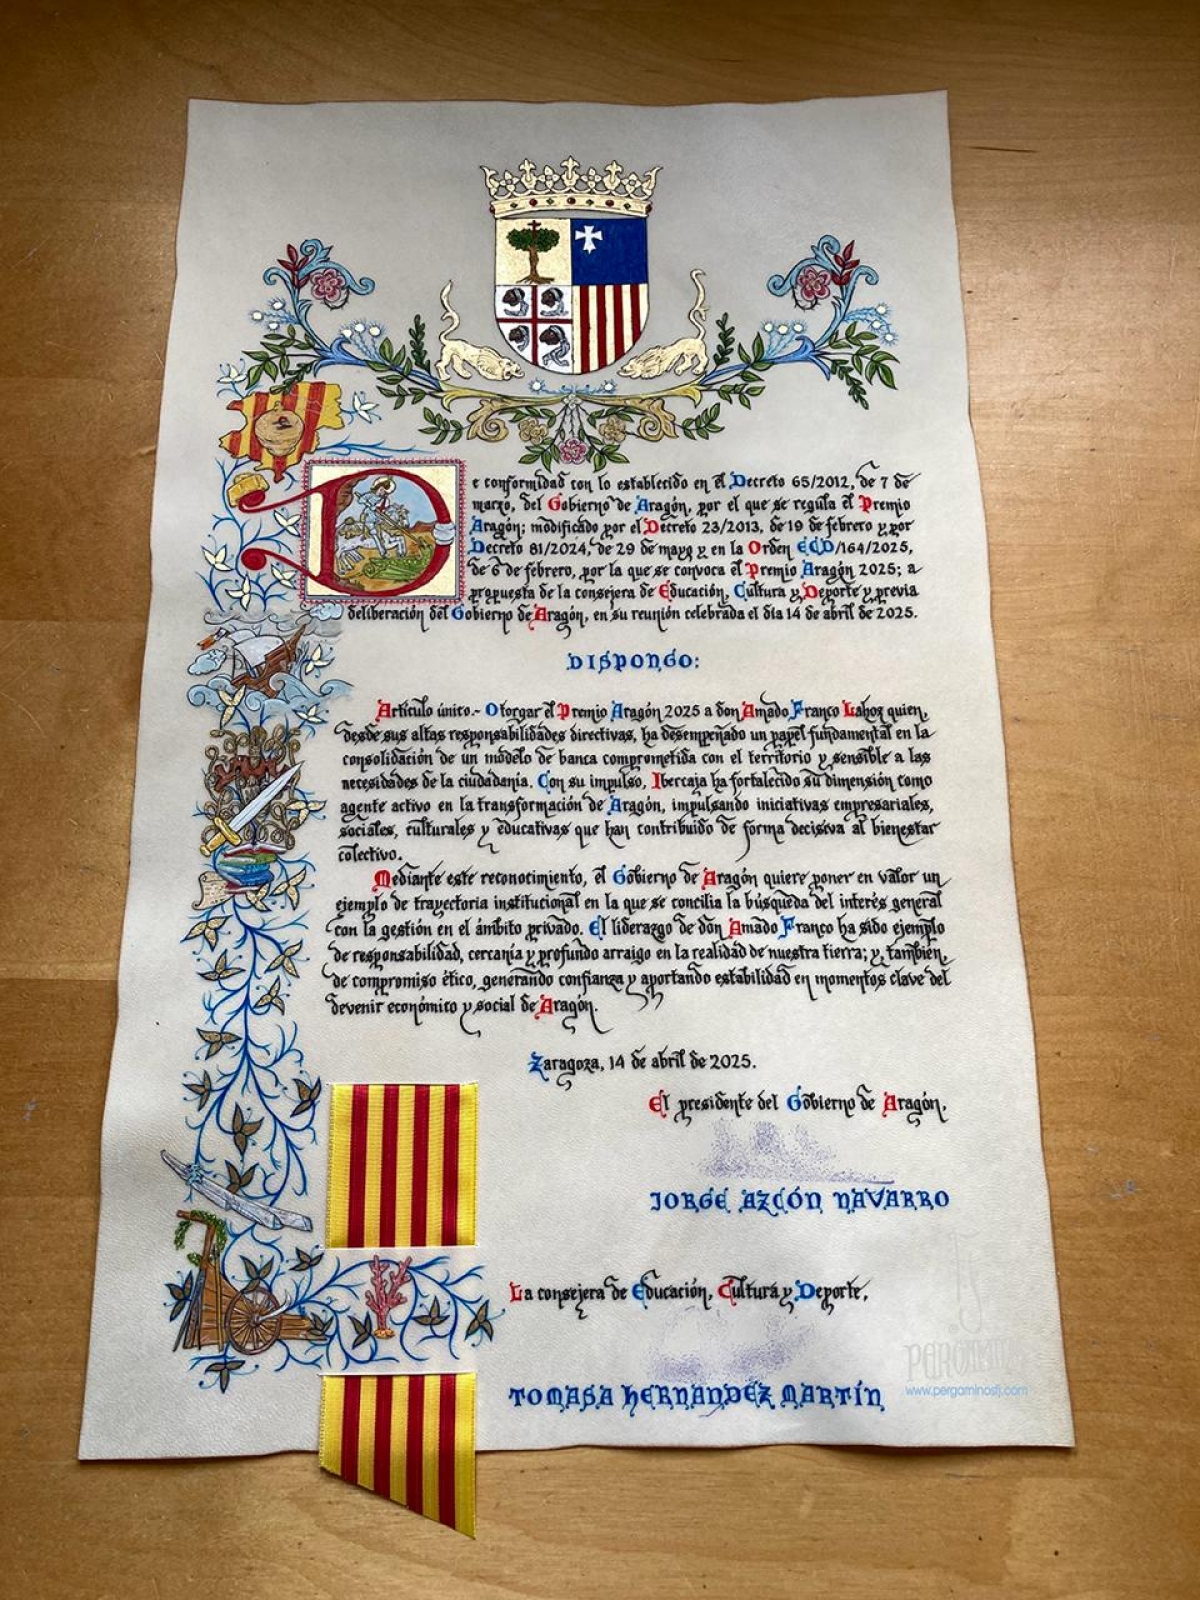 De conformidad con lo establecido en el Decreto 65/2012, de 7 de
marzo, del Gobierno de Aragón, por el que se regula el Premio
Aragón; modificado por el Decreto 23/2013, de 19 de febrero y por
Decreto 81/2024, de 29 de mayo y en la Orden ECD/164/2025,
de 6 de febrero, por la que se convoca el Premio Aragón 2025; a
propuesta de la consejera de Educación, Cultura y Deporte y previa
deliberación del Gobierno de Aragón, en su reunión celebrada el día 14 de abril de 2025.
DISPONGO:
Artículo único.- Otorgar el Premio Aragón 2025 a don Amado Franco Lahoz quien,
desde sus altas responsabilidades directivas, ha desempeñado un papel fundamental en la
consolidación de un modelo de banca comprometida con el territorio y sensible a las
necesidades de la ciudadanía. Con su impulso, Ibercaja ha fortalecido su dimensión como
agente activo en la transformación de Aragón, impulsando iniciativas empresariales,
sociales, culturales y educativas que han contribuido de forma decisiva al bienestar
colectivo.
Mediante este reconocimiento, el Gobierno de Aragón quiere poner en valor un
ejemplo de trayectoria institucional en la que se concilia la búsqueda del interés general
con la gestión en el ámbito privado. El liderazgo de don Amado Franco ha sido ejemplo
de responsabilidad, cercanía y profundo arraigo en la realidad de nuestra tierra; y, también,
de compromiso ético, generando confianza y aportando estabilidad en momentos clave del
devenir económico y social de Aragón.
Zaragoza, 14 de abril de 2025.
El presidente del Gobierno de Aragón,
JORGE AZCÓN NAVARRO
La consejera de Educación, Cultura y Deporte,
TOMASA HERNÁNDEZ MARTÍN
www.pergaminostj.com